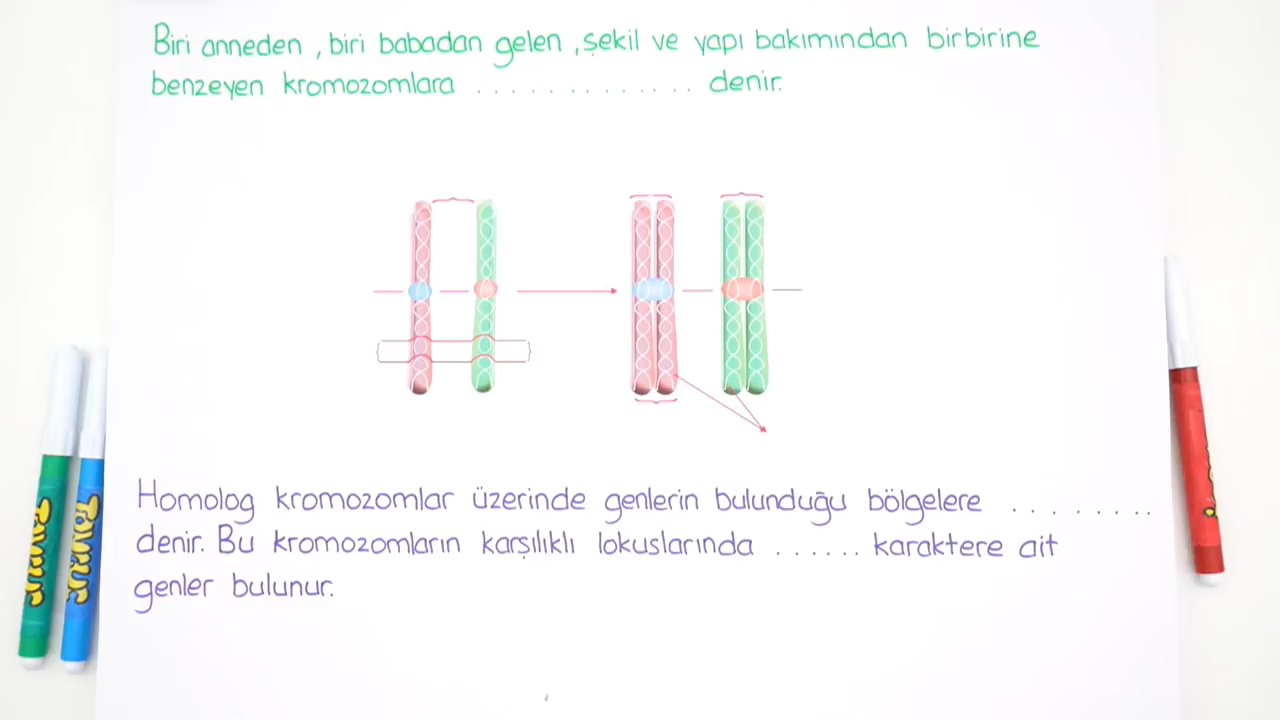 Biri anneden , biri babadan gelen , şekil ve yapı bakımından birbirine
benzeyen kromozomlara . . . . . . . . . . . . . . denir.
Homolog kromozomlar üzerinde genlerin bulunduğu bölgelere . . . . . . . .
denir. Bu kromozomların karşılıklı lokuslarında . . . . . . karaktere ait
genler bulunur.